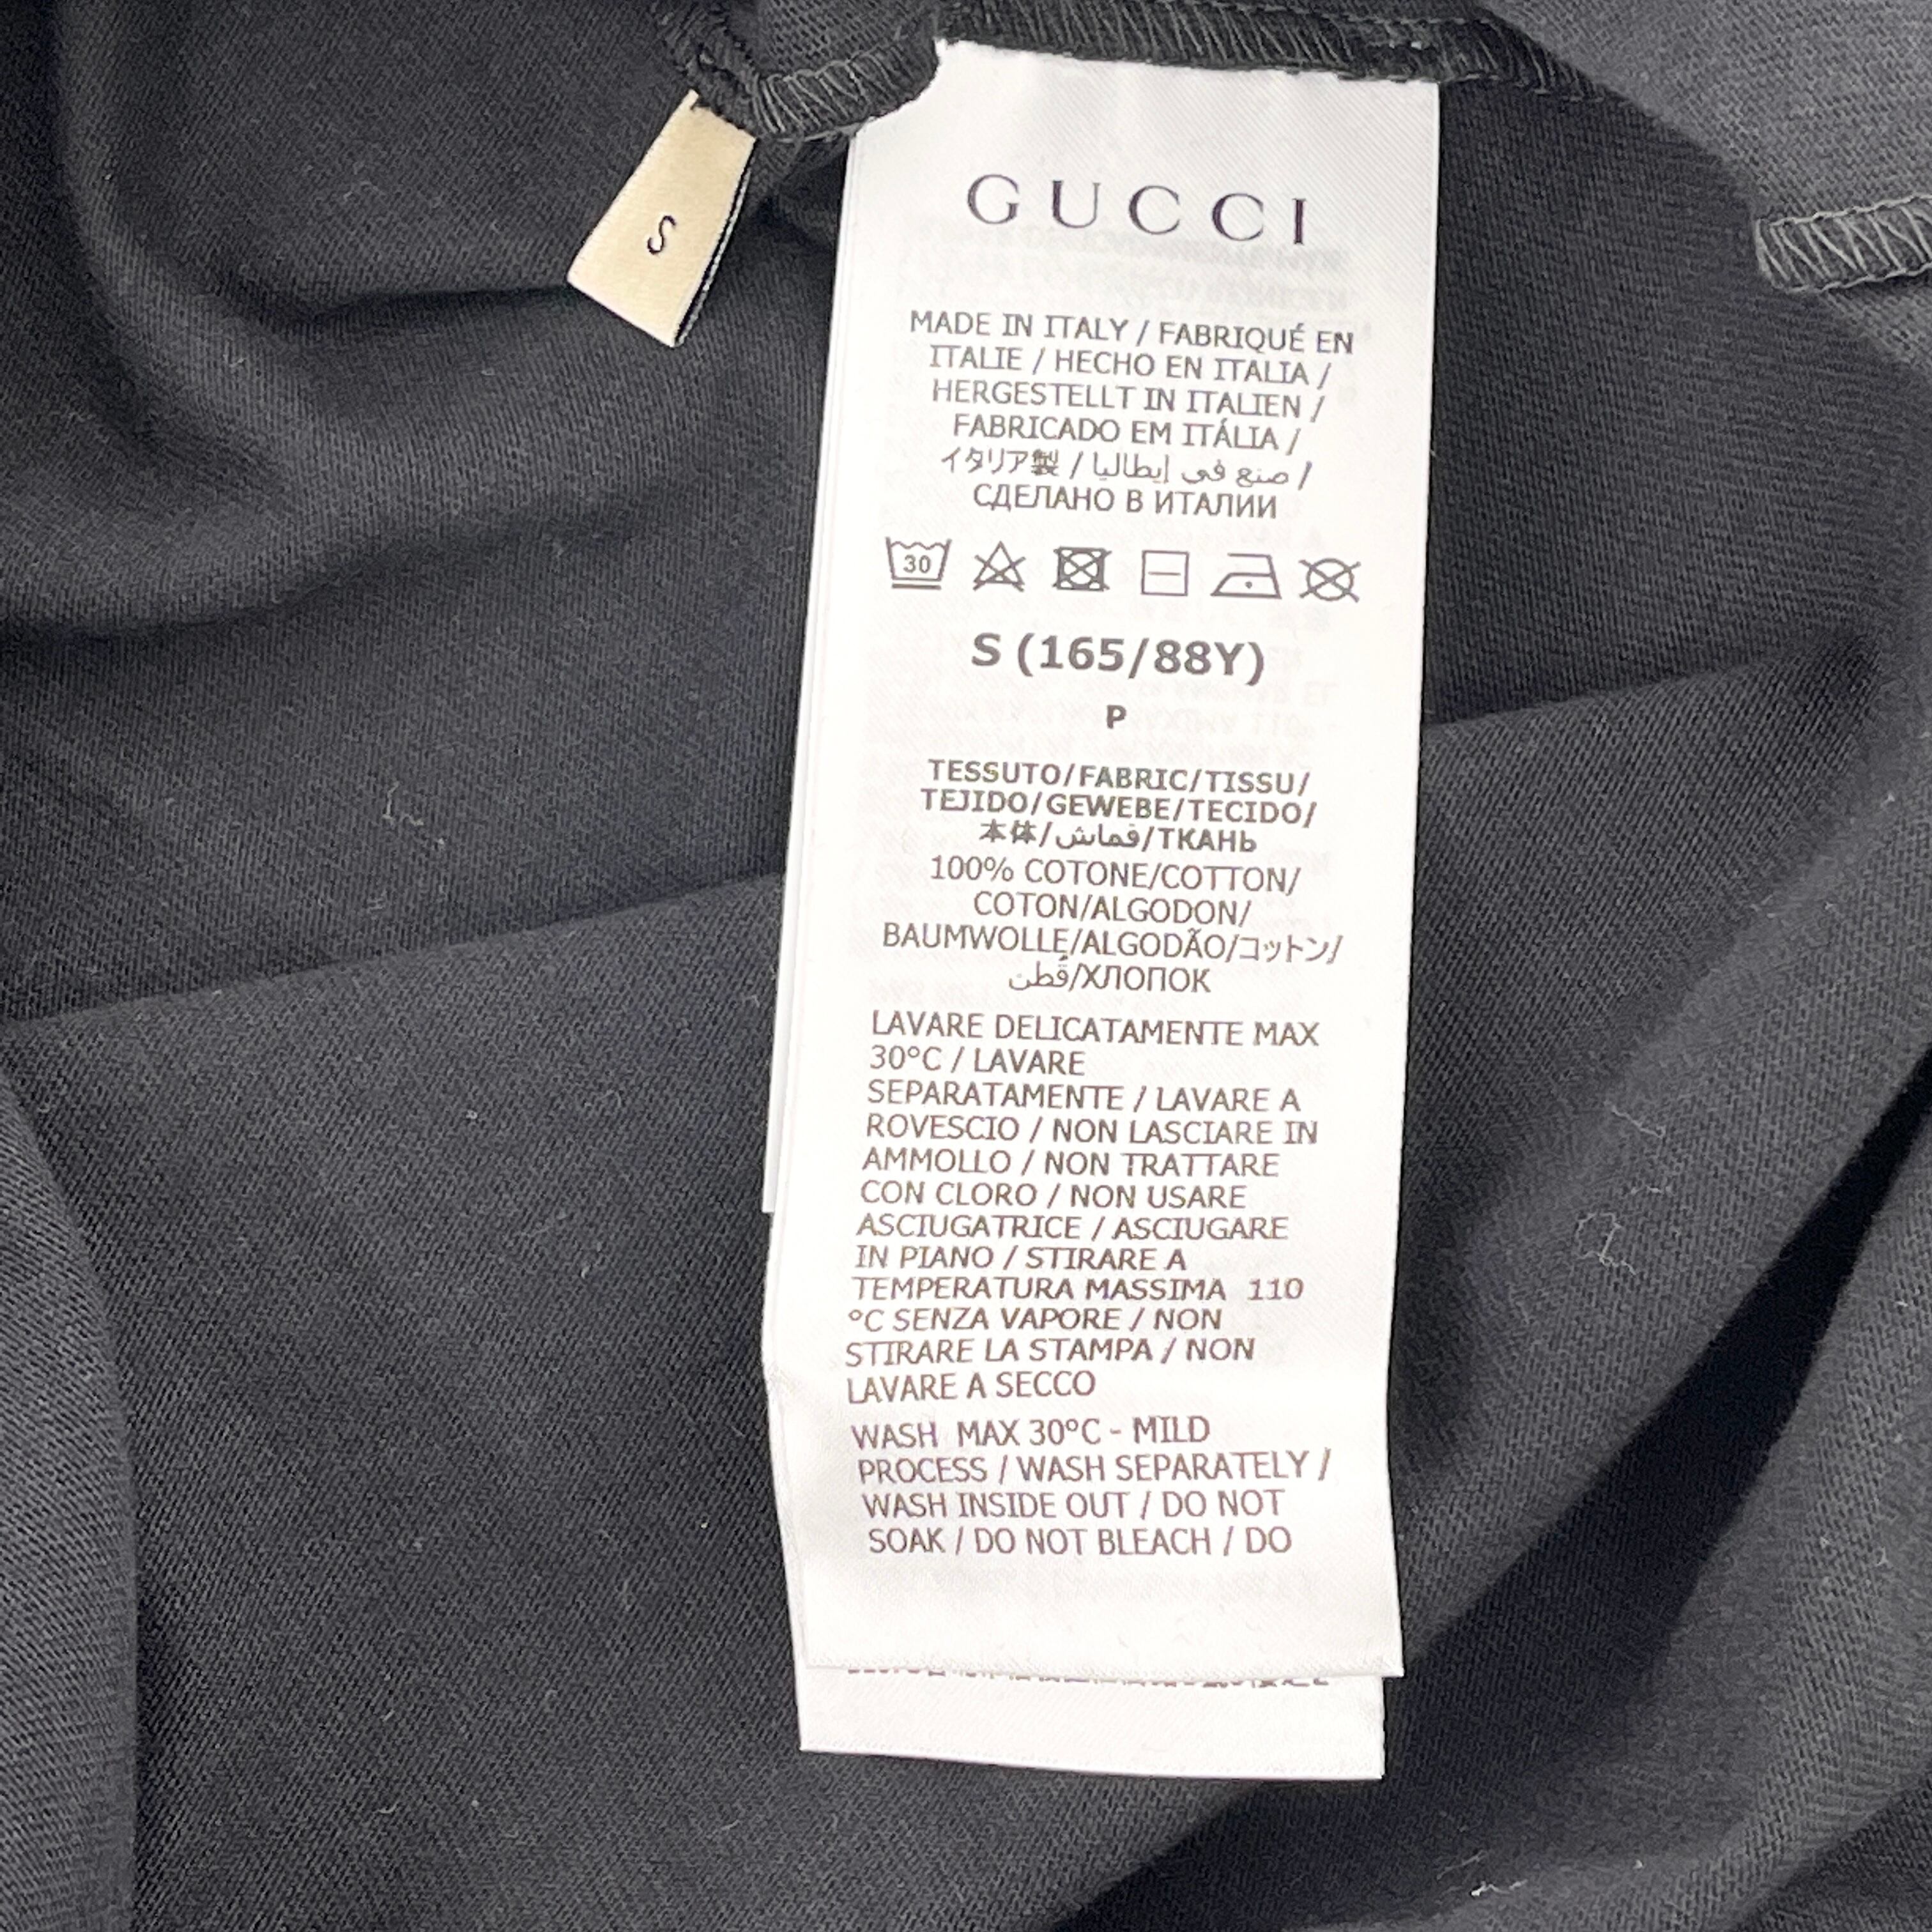 S
GUCCI
MADE IN ITALY / FABRIQUÉ EN
ITALIE / HECHO EN ITALIA /
HERGESTELLT IN ITALIEN /
FABRICADO EM ITÁLIA /
イタリア製 / صنع في إيطاليا /
СДЕЛАНО В ИТАЛИИ
30
S (165/88Y)
P
TESSUTO/FABRIC/TISSU/
TEJIDO/GEWEBE/TECIDO/
本体/قماش/ТКАНЬ
100% COTONE/COTTON/
COTON/ALGODON/
BAUMWOLLE/ALGODÃO/コットン/
قطن/ХЛОПОК
LAVARE DELICATAMENTE MAX
30°C / LAVARE
SEPARATAMENTE / LAVARE A
ROVESCIO / NON LASCIARE IN
AMMOLLO / NON TRATTARE
CON CLORO / NON USARE
ASCIUGATRICE / ASCIUGARE
IN PIANO / STIRARE A
TEMPERATURA MASSIMA 110
°C SENZA VAPORE / NON
STIRARE LA STAMPA / NON
LAVARE A SECCO
WASH MAX 30°C - MILD
PROCESS / WASH SEPARATELY /
WASH INSIDE OUT / DO NOT
SOAK / DO NOT BLEACH / DO